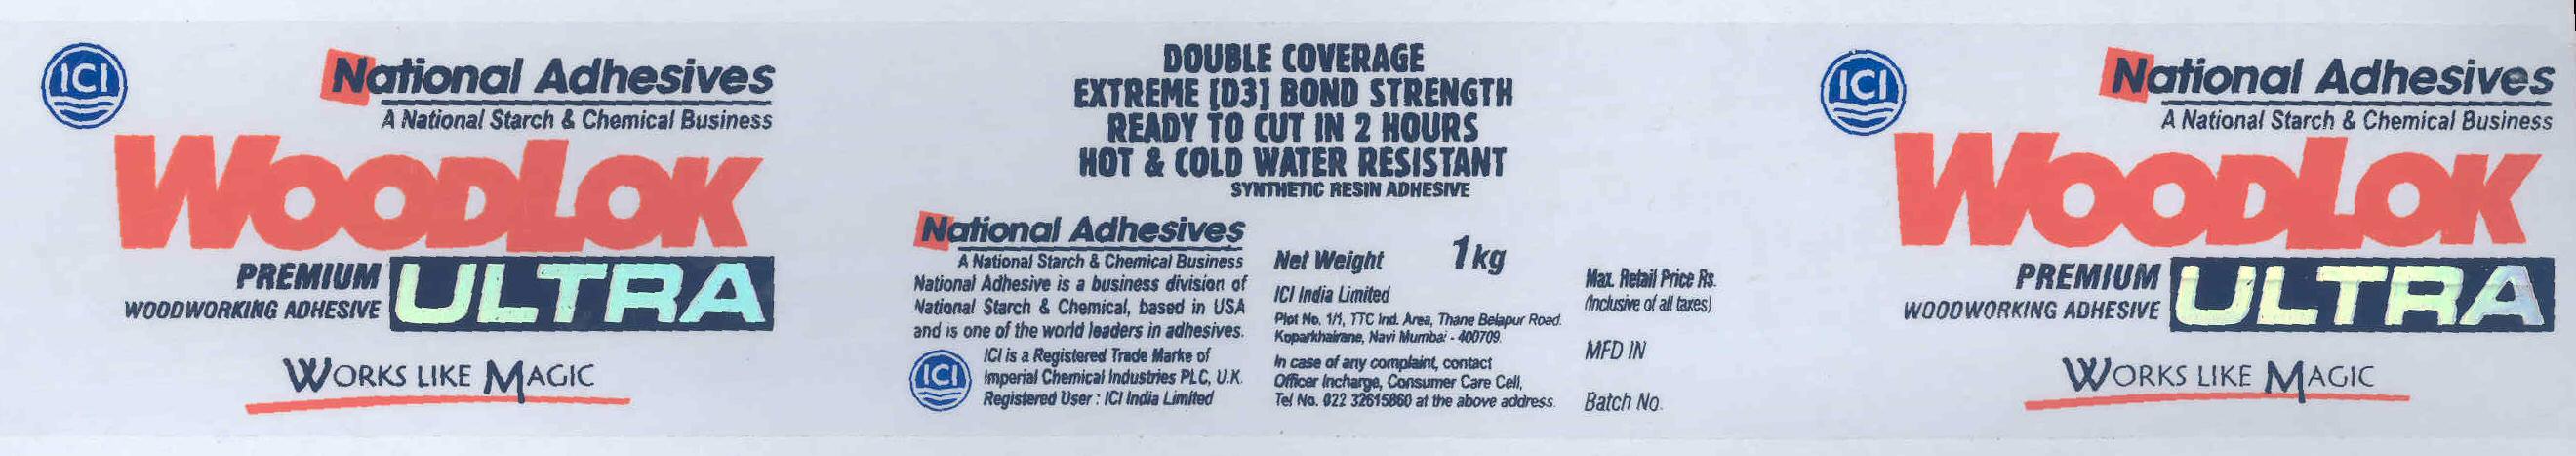 ICI
National Adhesives
A National Starch & Chemical Business
WOODLOK
PREMIUM
WOODWORKING ADHESIVE
ULTRA
WORKS LIKE MAGIC
DOUBLE COVERAGE
EXTREME [D3] BOND STRENGTH
READY TO CUT IN 2 HOURS
HOT & COLD WATER RESISTANT
SYNTHETIC RESIN ADHESIVE
National Adhesives
A National Starch & Chemical Business
National Adhesive is a business division of
National Starch & Chemical, based in USA
and is one of the world leaders in adhesives.
ICI
ICI is a Registered Trade Marke of
Imperial Chemical Industries PLC, U.K.
Registered User : ICI India Limited
Net Weight 1 kg
ICI India Limited
Plot No. 1/1, TTC Ind. Area, Thane Belapur Road.
Koparkhairane, Navi Mumbai - 400709.
In case of any complaint, contact
Officer Incharge, Consumer Care Cell,
Tel No. 022 32615860 at the above address.
Max. Retail Price Rs.
(Inclusive of all taxes)
MFD IN
Batch No.
ICI
National Adhesives
A National Starch & Chemical Business
WOODLOK
PREMIUM
WOODWORKING ADHESIVE
ULTRA
WORKS LIKE MAGIC